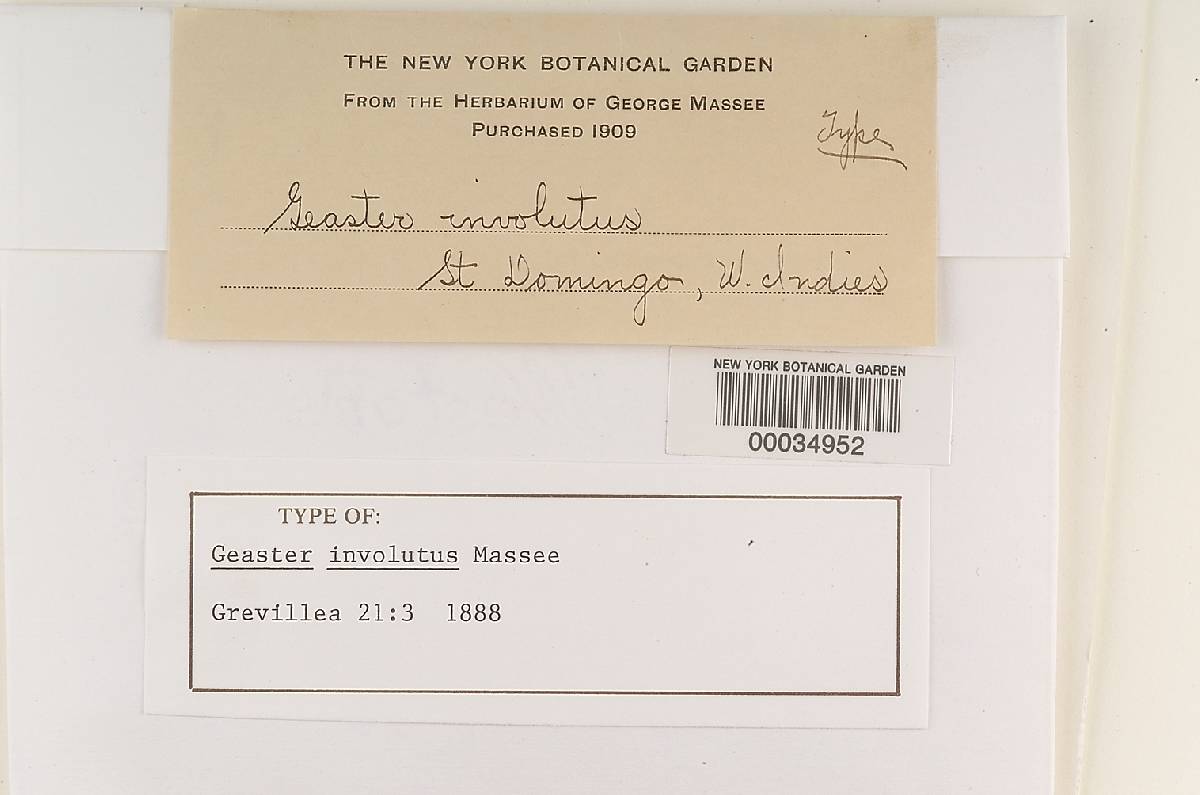 THE NEW YORK BOTANICAL GARDEN
FROM THE HERBARIUM OF GEORGE MASSEE
PURCHASED 1909
Type
Geaster involutus
St Domingo, W. Indies
NEW YORK BOTANICAL GARDEN
00034952
TYPE OF:
Geaster involutus Massee
Grevillea 21:3 1888